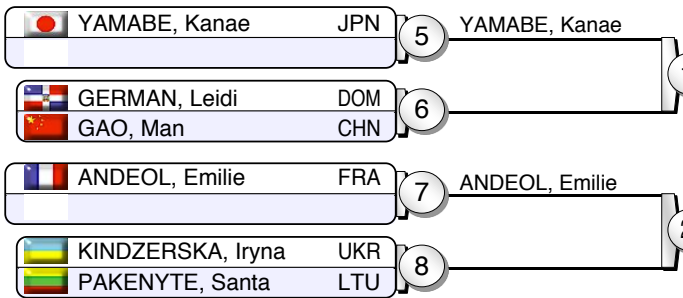 YAMABE, Kanae JPN 5 YAMABE, Kanae
GERMAN, Leidi DOM 6
GAO, Man CHN
ANDEOL, Emilie FRA 7 ANDEOL, Emilie
KINDZERSKA, Iryna UKR 8
PAKENYTE, Santa LTU